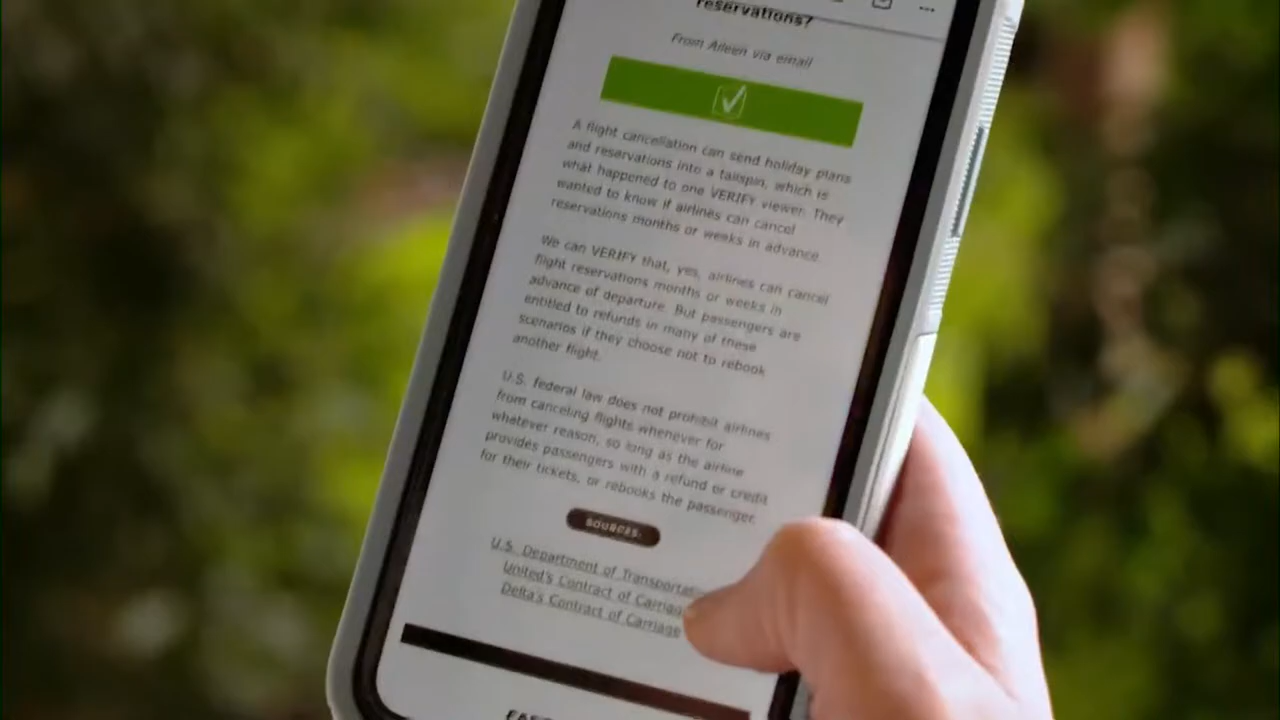 reservations?
From Aileen via email
A flight cancellation can send holiday plans
and reservations into a tailspin, which is
what happened to one VERIFY viewer. They
wanted to know if airlines can cancel
reservations months or weeks in advance.
We can VERIFY that, yes, airlines can cancel
flight reservations months or weeks in
advance of departure. But passengers are
entitled to refunds in many of these
scenarios if they choose not to rebook
another flight.
U.S. federal law does not prohibit airlines
from canceling flights whenever for
whatever reason, so long as the airline
provides passengers with a refund or credit
for their tickets, or rebooks the passenger.
SOURCES:
U.S. Department of Transportat
United's Contract of Carriage
Delta's Contract of Carriage